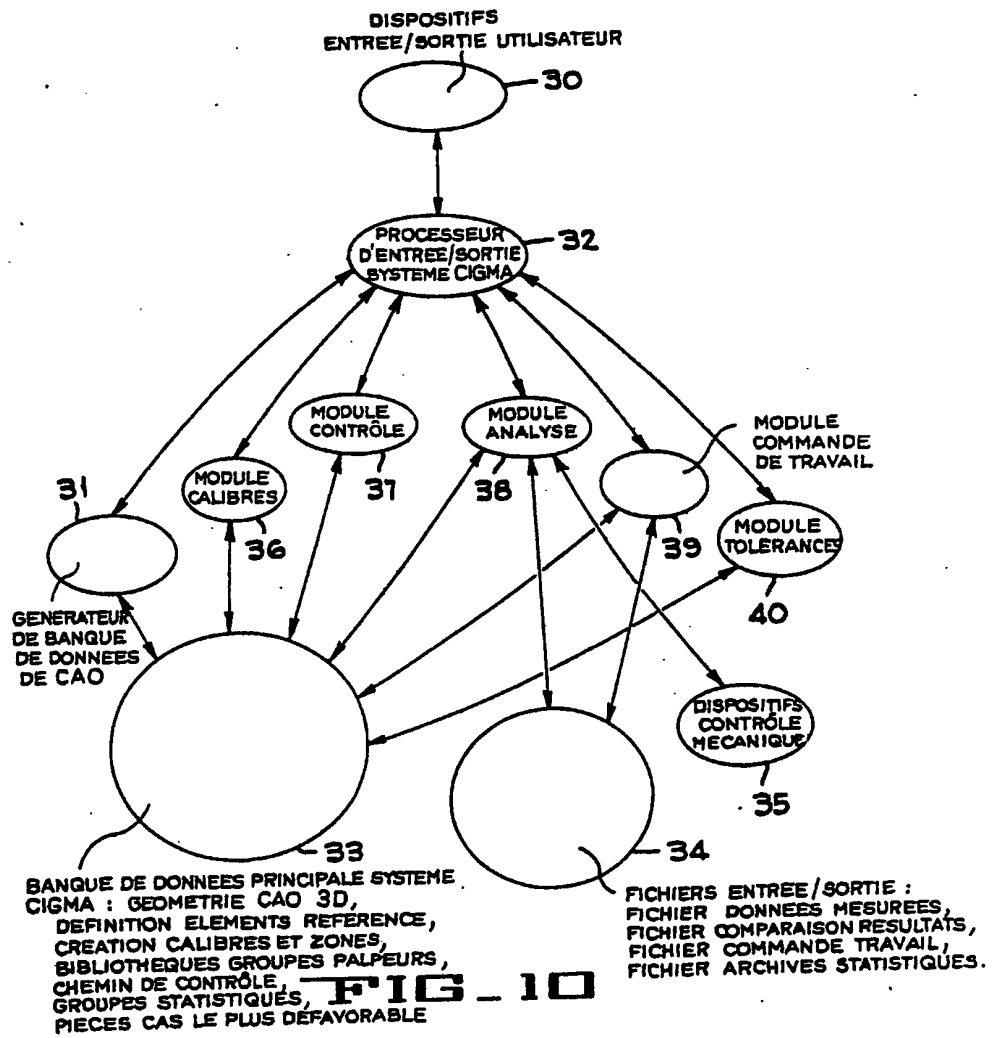 DISPOSITIFS
ENTREE/SORTIE UTILISATEUR
30
PROCESSEUR
D'ENTREE/SORTIE
SYSTEME CIGMA
32
MODULE
CONTRÔLE
37
MODULE
ANALYSE
38
MODULE
COMMANDE
DE TRAVAIL
39
31
MODULE
CALIBRES
36
MODULE
TOLERANCES
40
GENERATEUR
DE BANQUE
DE DONNEES
DE CAO
DISPOSITIFS
CONTRÔLE
MECANIQUE
35
33
34
BANQUE DE DONNEES PRINCIPALE SYSTEME
CIGMA : GEOMETRIE CAO 3D,
DEFINITION ELEMENTS REFERENCE,
CREATION CALIBRES ET ZONES,
BIBLIOTHEQUES GROUPES PALPEURS,
CHEMIN DE CONTRÔLE,
GROUPES STATISTIQUES,
PIECES CAS LE PLUS DEFAVORABLE
FICHIERS ENTREE/SORTIE :
FICHIER DONNEES MESUREES,
FICHIER COMPARAISON RESULTATS,
FICHIER COMMANDE TRAVAIL,
FICHIER ARCHIVES STATISTIQUES.
FIG_10